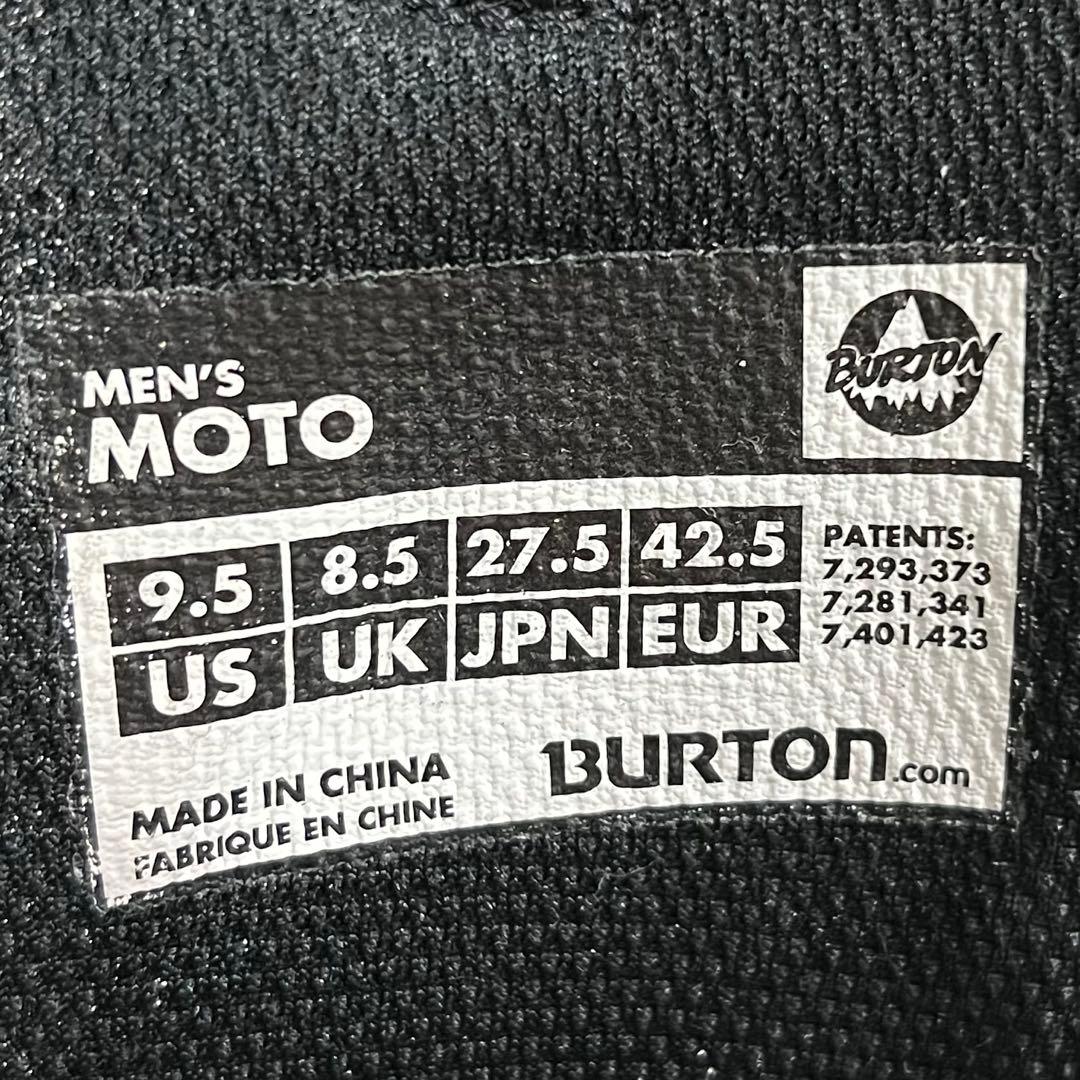 MEN'S
MOTO
BURTON
9.5 8.5 27.5 42.5
US UK JPN EUR
PATENTS:
7,293,373
7,281,341
7,401,423
MADE IN CHINA
FABRIQUE EN CHINE
BURTON.com